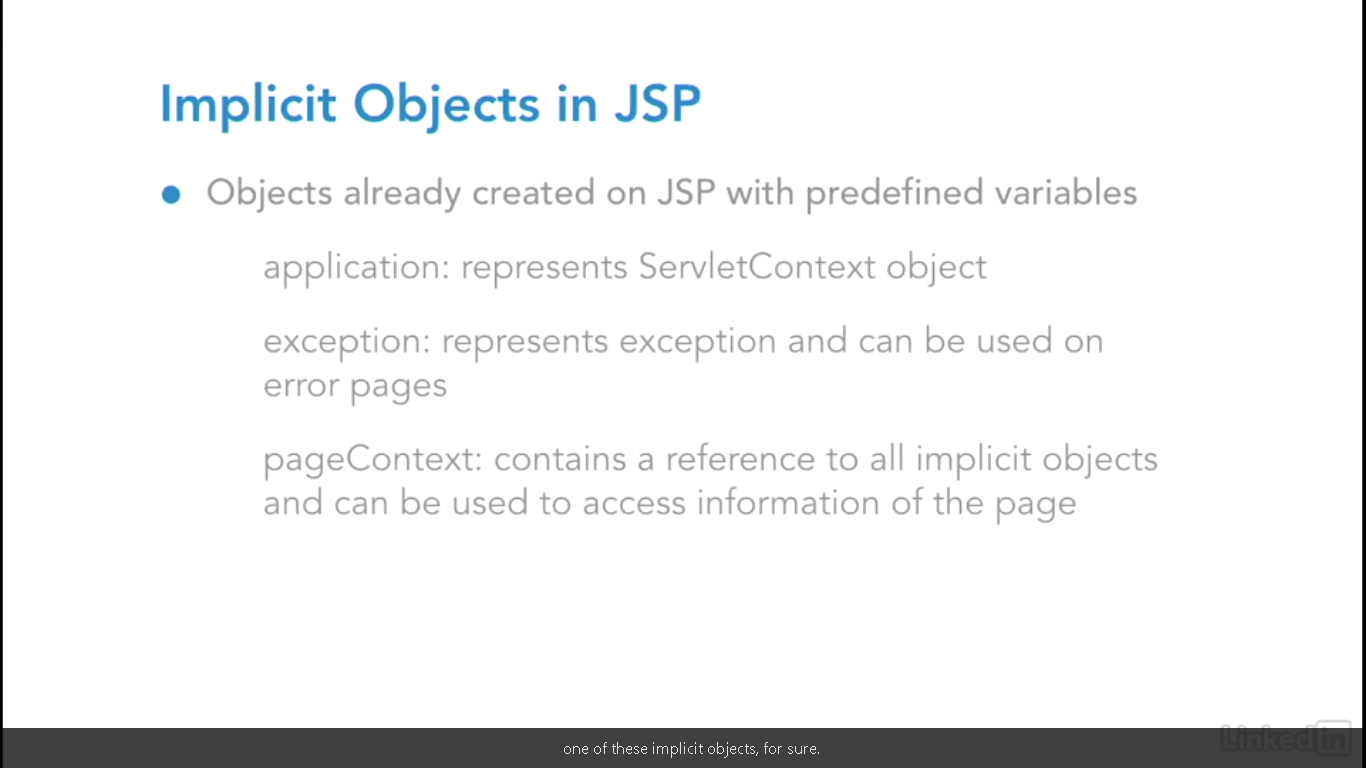 Implicit Objects in JSP
Objects already created on JSP with predefined variables
application: represents ServletContext object
exception: represents exception and can be used on
error pages
pageContext: contains a reference to all implicit objects
and can be used to access information of the page
one of these implicit objects, for sure.
Linked in